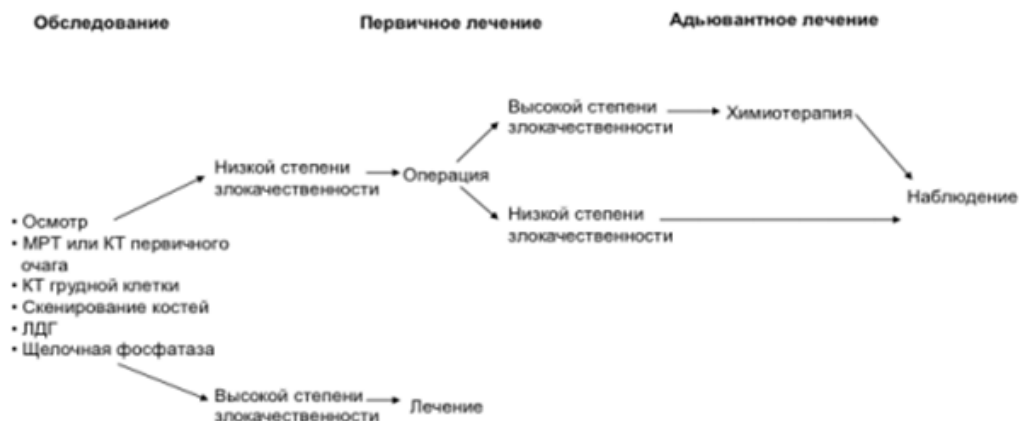 Обследование
Первичное лечение
Адьювантное лечение
Высокой степени
злокачественности
Химиотерапия
Низкой степени
злокачественности
Операция
Наблюдение
Низкой степени
злокачественности
• Осмотр
• МРТ или КТ первичного
очага
• КТ грудной клетки
• Скенирование костей
• ЛДГ
• Щелочная фосфатаза
Высокой степени
злокачественности
Лечение